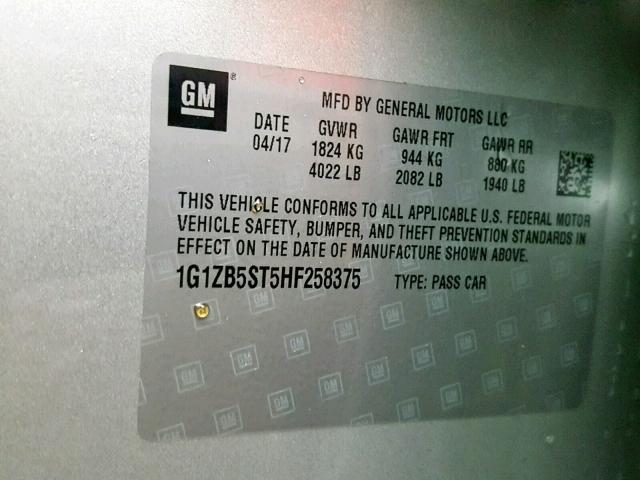 GM®
MFD BY GENERAL MOTORS LLC
DATE GVWR GAWR FRT GAWR RR
04/17 1824 KG 944 KG 880 KG
4022 LB 2082 LB 1940 LB
THIS VEHICLE CONFORMS TO ALL APPLICABLE U.S. FEDERAL MOTOR
VEHICLE SAFETY, BUMPER, AND THEFT PREVENTION STANDARDS IN
EFFECT ON THE DATE OF MANUFACTURE SHOWN ABOVE.
1G1ZB5ST5HF258375 TYPE: PASS CAR